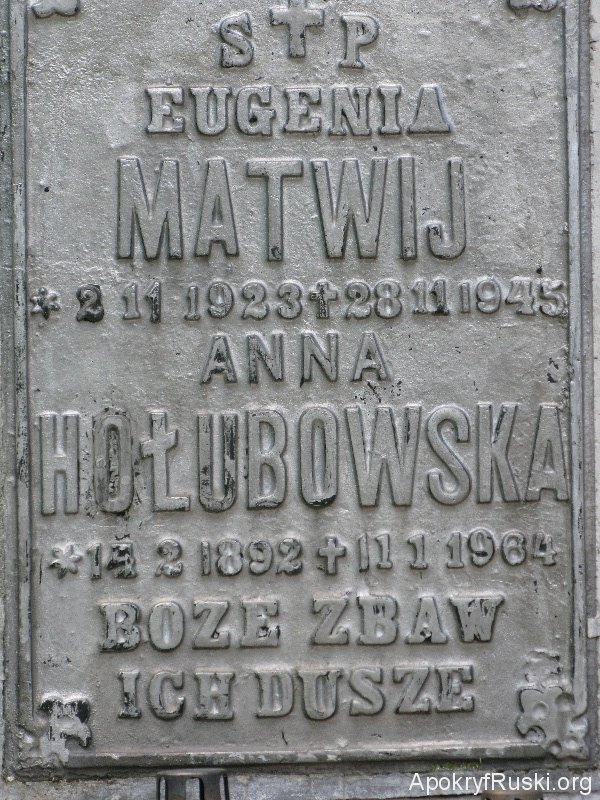 S † P
EUGENIA
MATWIJ
* 2 11 1923 † 28 11 1945
ANNA
HOŁUBOWSKA
* 2 1892 † 11 1 1964
BOZE ZBAW
ICH DUSZE
ApokryfRuski.org